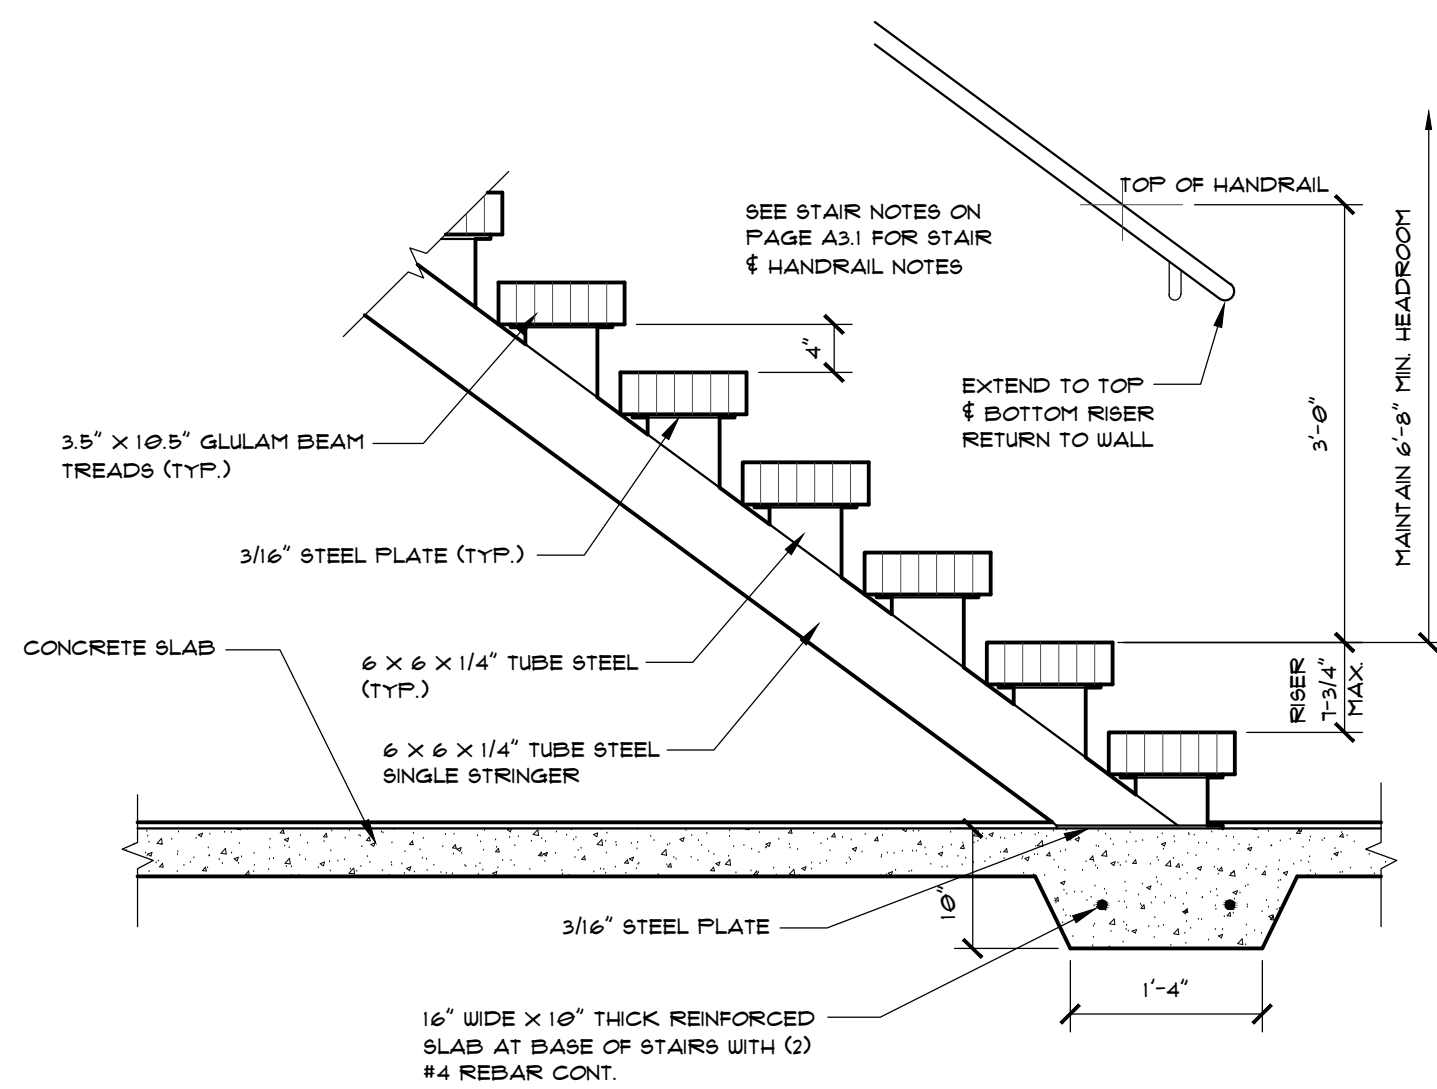 TOP OF HANDRAIL
SEE STAIR NOTES ON
PAGE A3.1 FOR STAIR
& HANDRAIL NOTES
MAINTAIN 6'-8" MIN. HEADROOM
4"
EXTEND TO TOP
& BOTTOM RISER
RETURN TO WALL
3'-0"
3.5" X 10.5" GLULAM BEAM
TREADS (TYP.)
3/16" STEEL PLATE (TYP.)
CONCRETE SLAB
6 X 6 X 1/4" TUBE STEEL
(TYP.)
RISER
7-3/4"
MAX.
6 X 6 X 1/4" TUBE STEEL
SINGLE STRINGER
10"
3/16" STEEL PLATE
1'-4"
16" WIDE X 10" THICK REINFORCED
SLAB AT BASE OF STAIRS WITH (2)
#4 REBAR CONT.